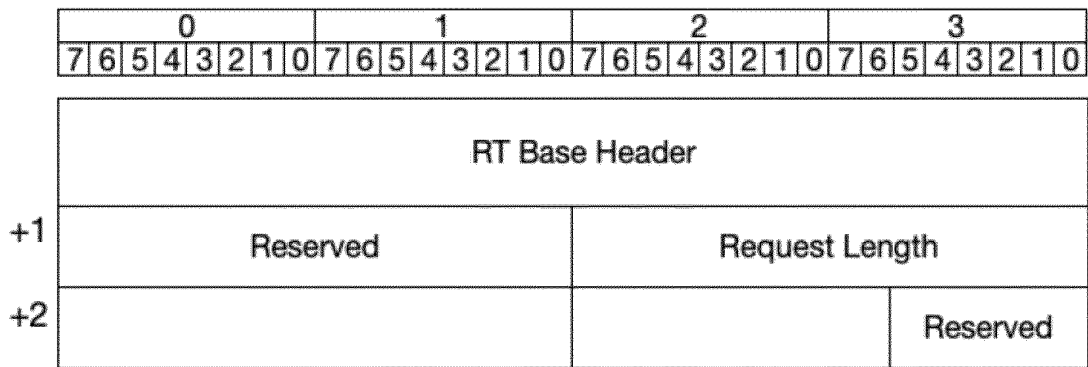 0 1 2 3
7 6 5 4 3 2 1 0 7 6 5 4 3 2 1 0 7 6 5 4 3 2 1 0 7 6 5 4 3 2 1 0
RT Base Header
+1 Reserved Request Length
+2 Reserved